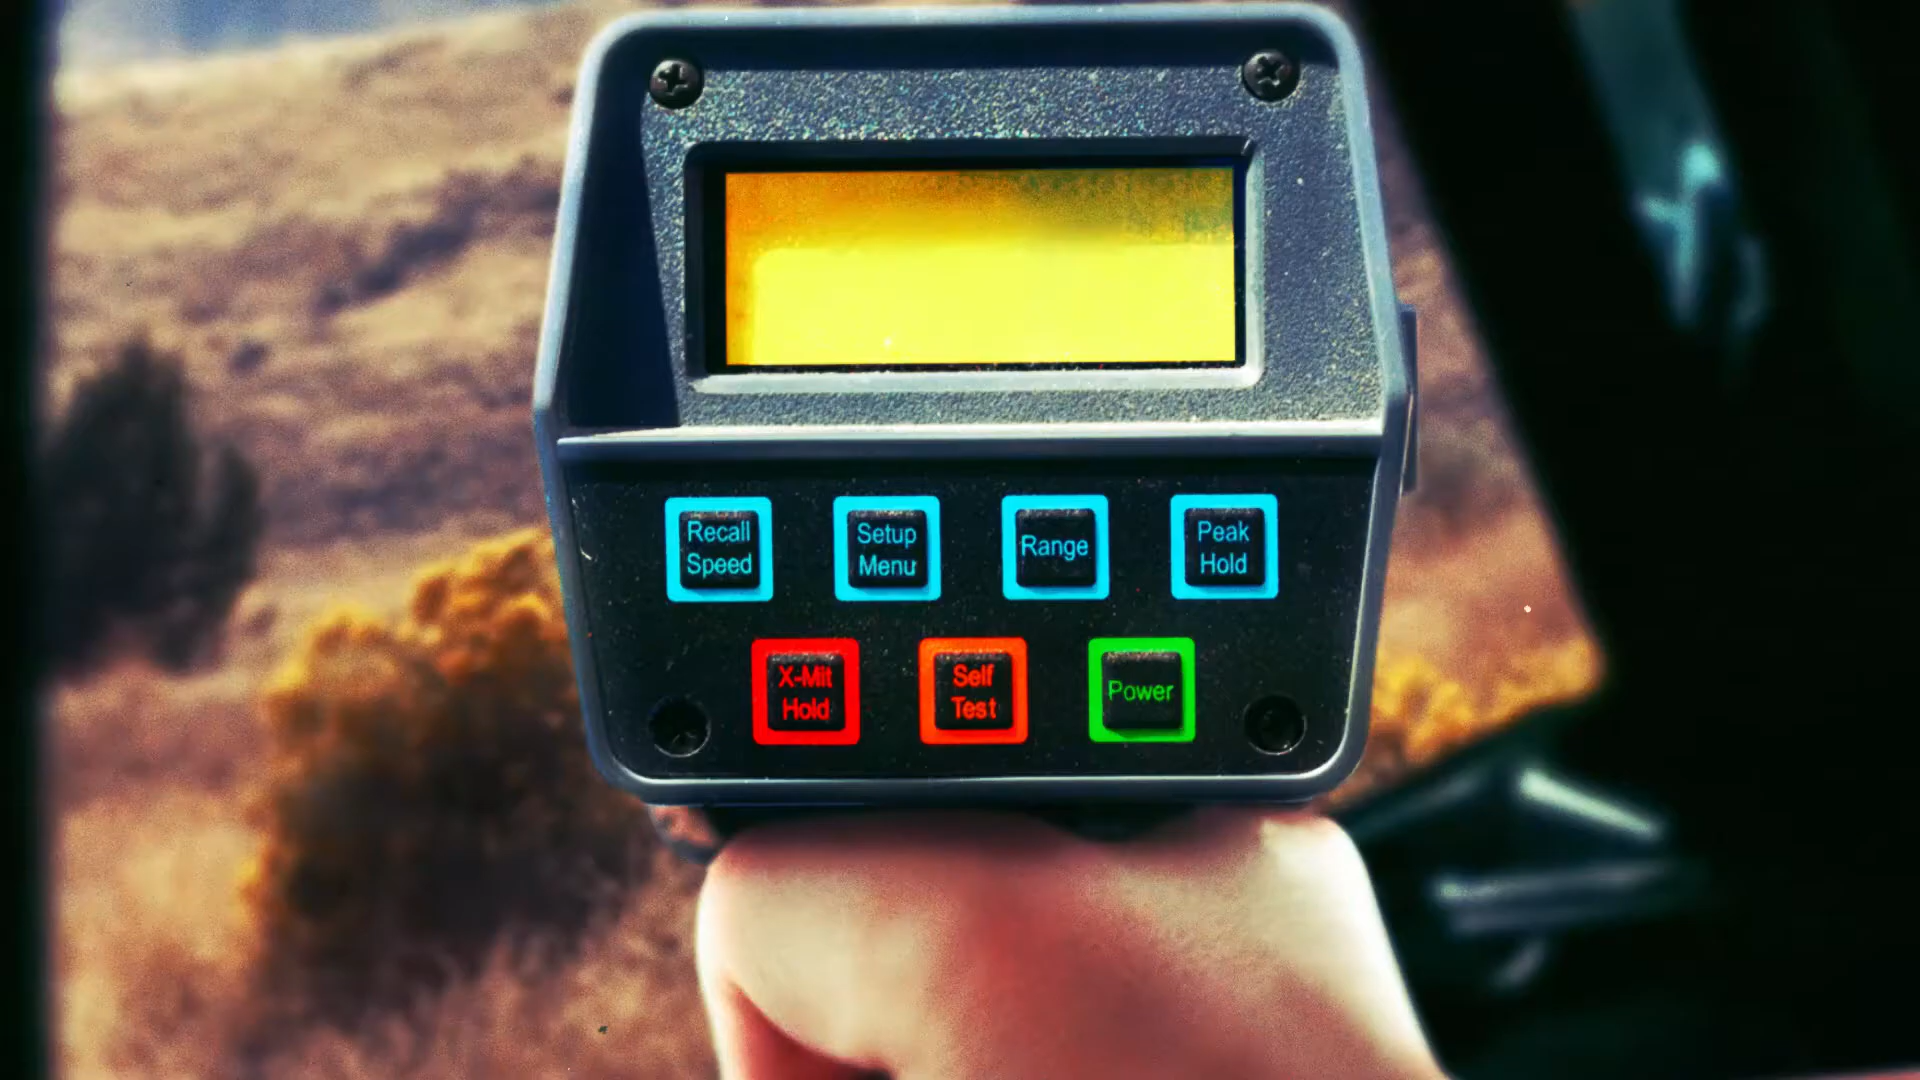 Recall
Speed
Setup
Menu
Range
Peak
Hold
X-Mit
Hold
Self
Test
Power